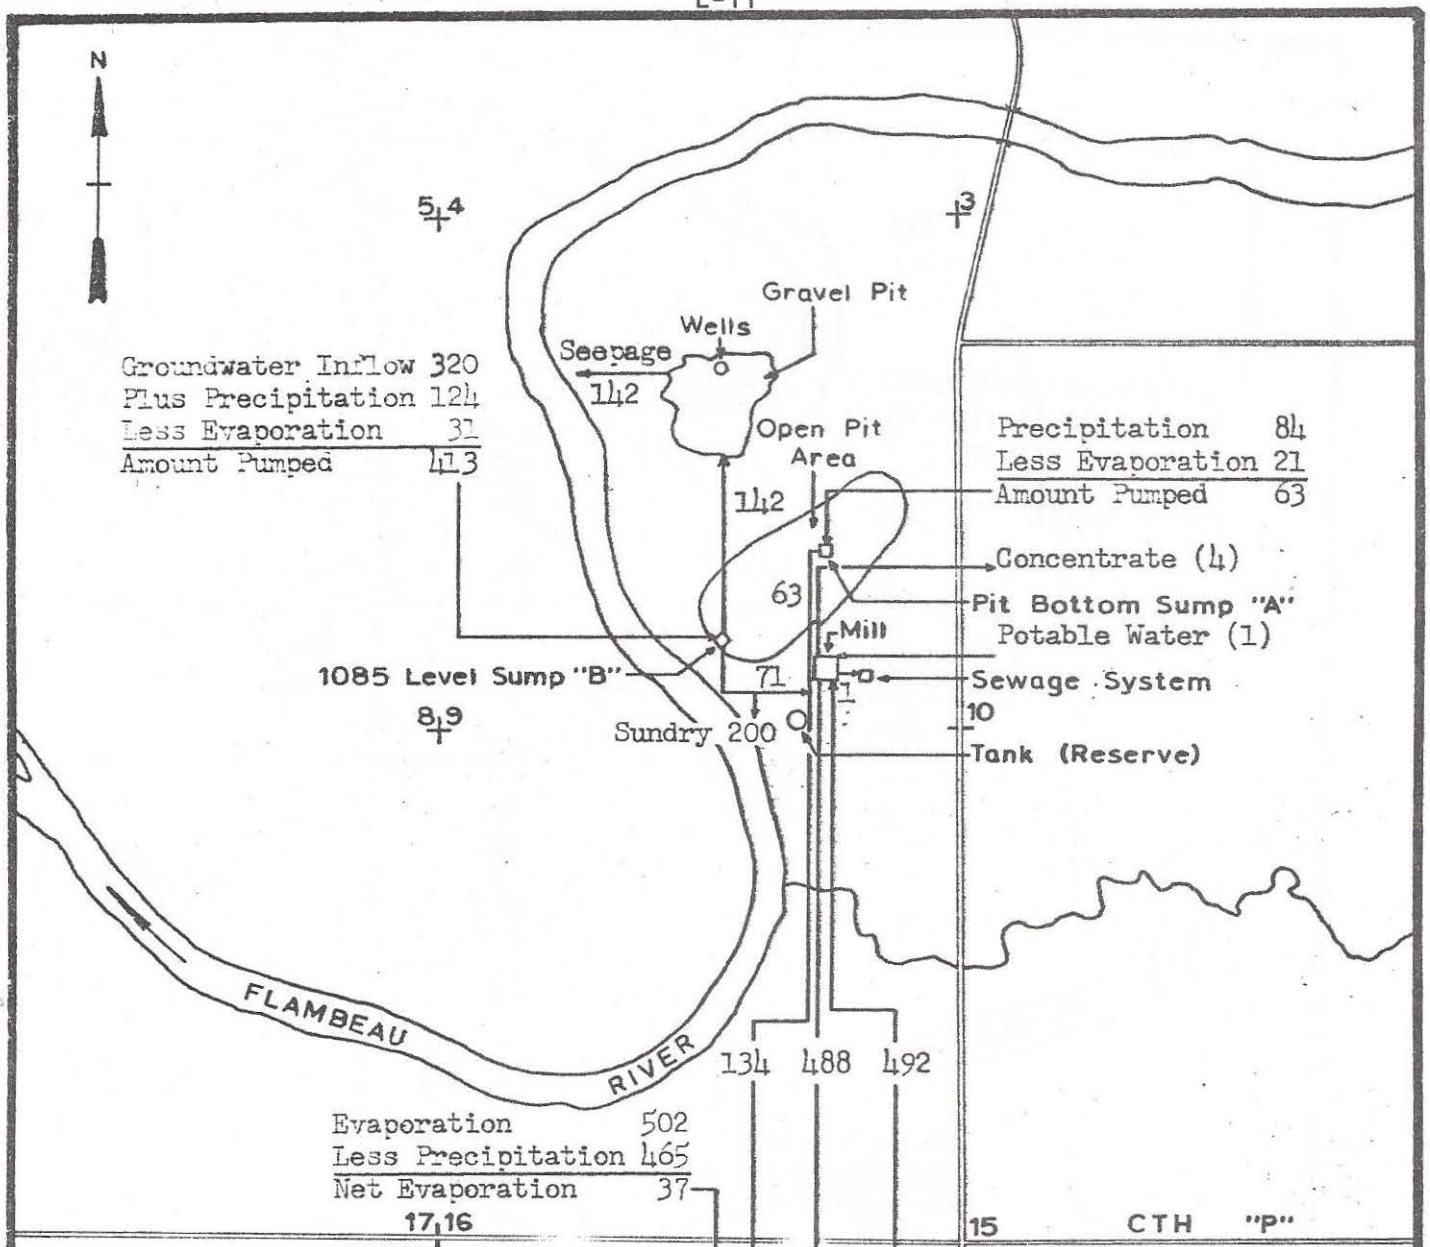 N
5 4
3
Gravel Pit
Wells
Seepage
142
Groundwater Inflow 320
Plus Precipitation 124
Less Evaporation 31
Amount Pumped 413
Open Pit
Area
Precipitation 84
Less Evaporation 21
Amount Pumped 63
142
Concentrate (4)
63
Pit Bottom Sump "A"
Mill
Potable Water (1)
1085 Level Sump "B"
71
1
Sewage System
8 9
10
Sundry 200
Tank (Reserve)
FLAMBEAU
RIVER
134 488 492
Evaporation 502
Less Precipitation 465
Net Evaporation 37
17 16
15
CTH "P"